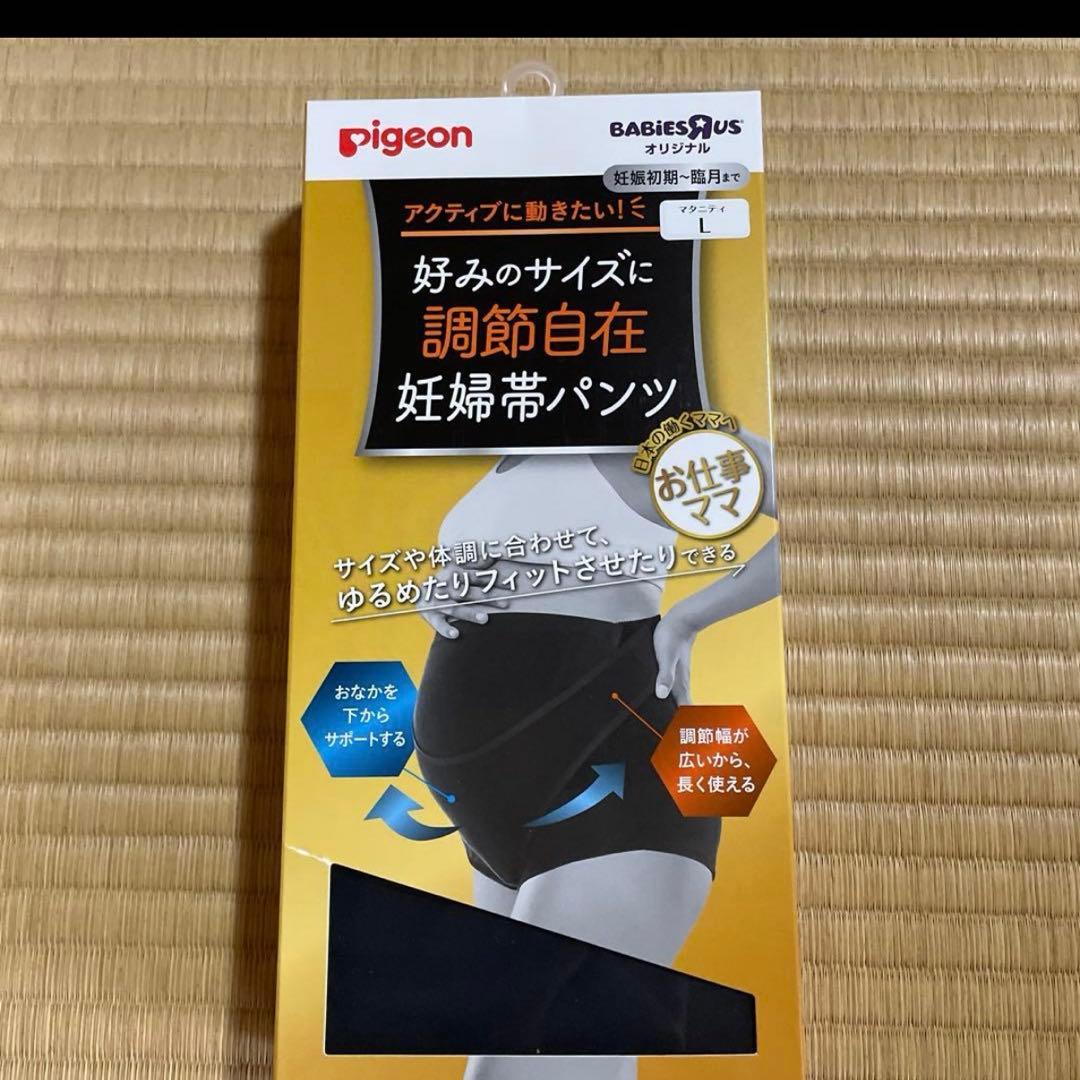 Pigeon
BABiESRUS
オリジナル
妊娠初期~臨月まで
マタニティ
L
アクティブに動きたい!
好みのサイズに
調節自在
妊婦帯パンツ
日本の働くママへ
お仕事
ママ
サイズや体調に合わせて、
ゆるめたりフィットさせたりできる
おなかを
下から
サポートする
調節幅が
広いから、
長く使える